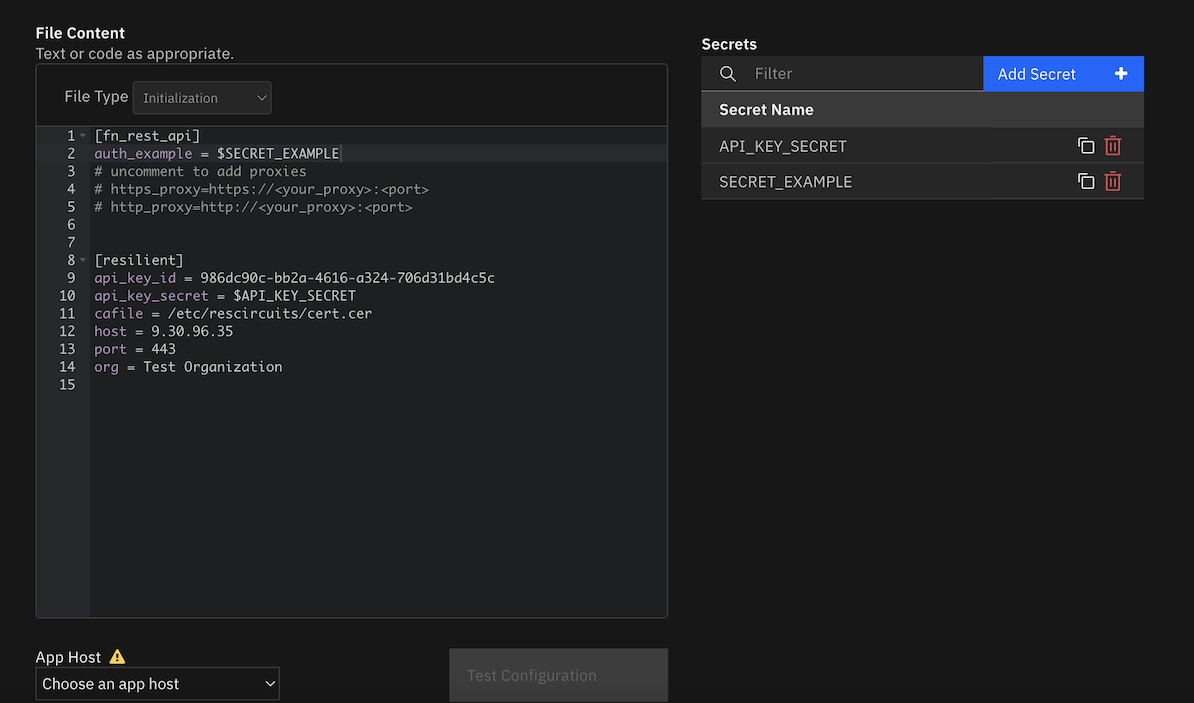 File Content
Text or code as appropriate.
File Type Initialization
1 [fn_rest_api]
2 auth_example = $SECRET_EXAMPLE
3 # uncomment to add proxies
4 # https_proxy=https://<your_proxy>:<port>
5 # http_proxy=http://<your_proxy>:<port>
6
7
8 [resilient]
9 api_key_id = 986dc90c-bb2a-4616-a324-706d31bd4c5c
10 api_key_secret = $API_KEY_SECRET
11 cafile = /etc/rescircuits/cert.cer
12 host = 9.30.96.35
13 port = 443
14 org = Test Organization
15
App Host
Choose an app host
Test Configuration
Secrets
Filter
Add Secret +
Secret Name
API_KEY_SECRET
SECRET_EXAMPLE